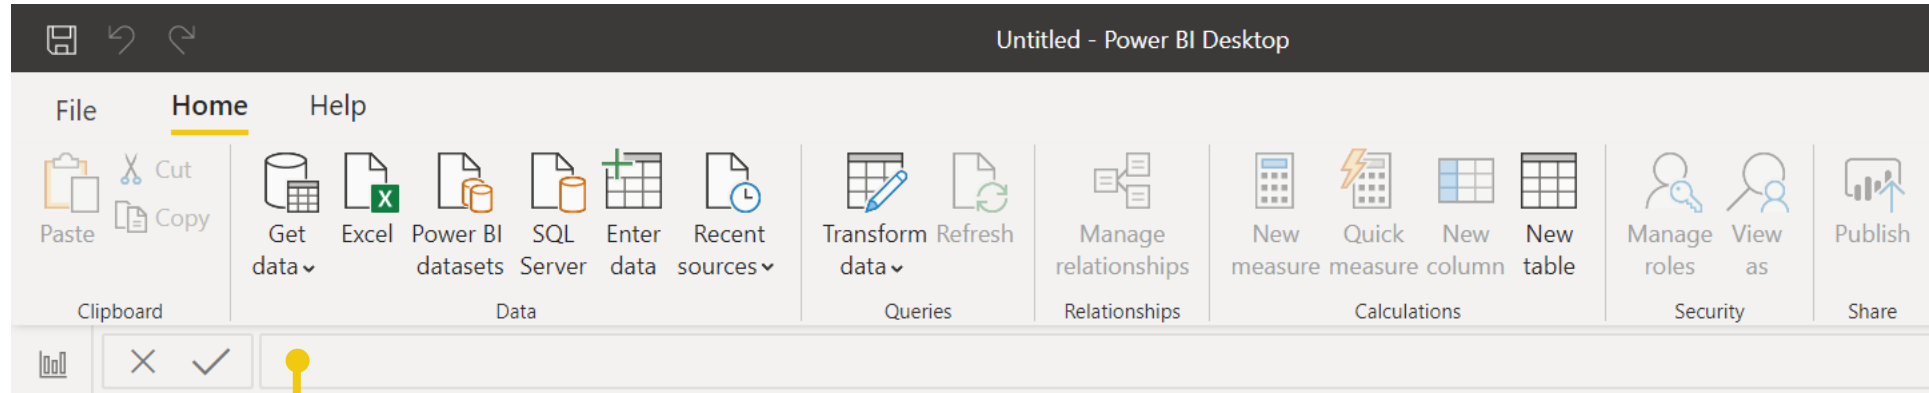 Untitled - Power BI Desktop
File Home Help
Paste
Cut
Copy
Get data
Excel
Power BI datasets
SQL Server
Enter data
Recent sources
Transform data
Refresh
Manage relationships
New measure
Quick measure
New column
New table
Manage roles
View as
Publish
Clipboard Data Queries Relationships Calculations Security Share